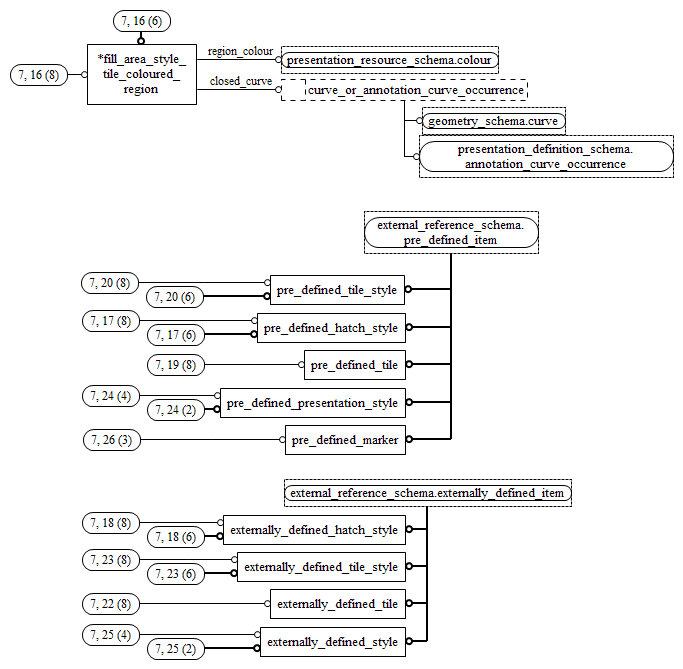 7, 16 (6)
7, 16 (8)
*fill_area_style_
tile_coloured_
region
region_colour
presentation_resource_schema.colour
closed_curve
curve_or_annotation_curve_occurrence
geometry_schema.curve
presentation_definition_schema.
annotation_curve_occurrence
external_reference_schema.
pre_defined_item
7, 20 (8)
7, 20 (6)
pre_defined_tile_style
7, 17 (8)
7, 17 (6)
pre_defined_hatch_style
7, 19 (8)
pre_defined_tile
7, 24 (4)
7, 24 (2)
pre_defined_presentation_style
7, 26 (3)
pre_defined_marker
external_reference_schema.externally_defined_item
7, 18 (8)
7, 18 (6)
externally_defined_hatch_style
7, 23 (8)
7, 23 (6)
externally_defined_tile_style
7, 22 (8)
externally_defined_tile
7, 25 (4)
7, 25 (2)
externally_defined_style